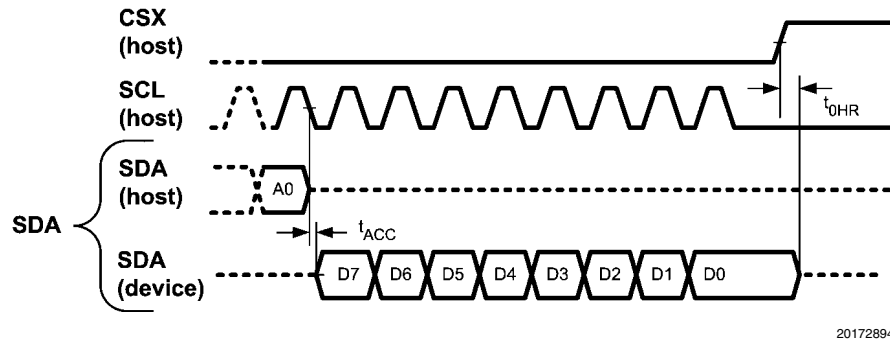 CSX
(host)
SCL
(host)
t0HR
SDA
(host)
A0
SDA
tACC
SDA
(device)
D7 D6 D5 D4 D3 D2 D1 D0
20172894